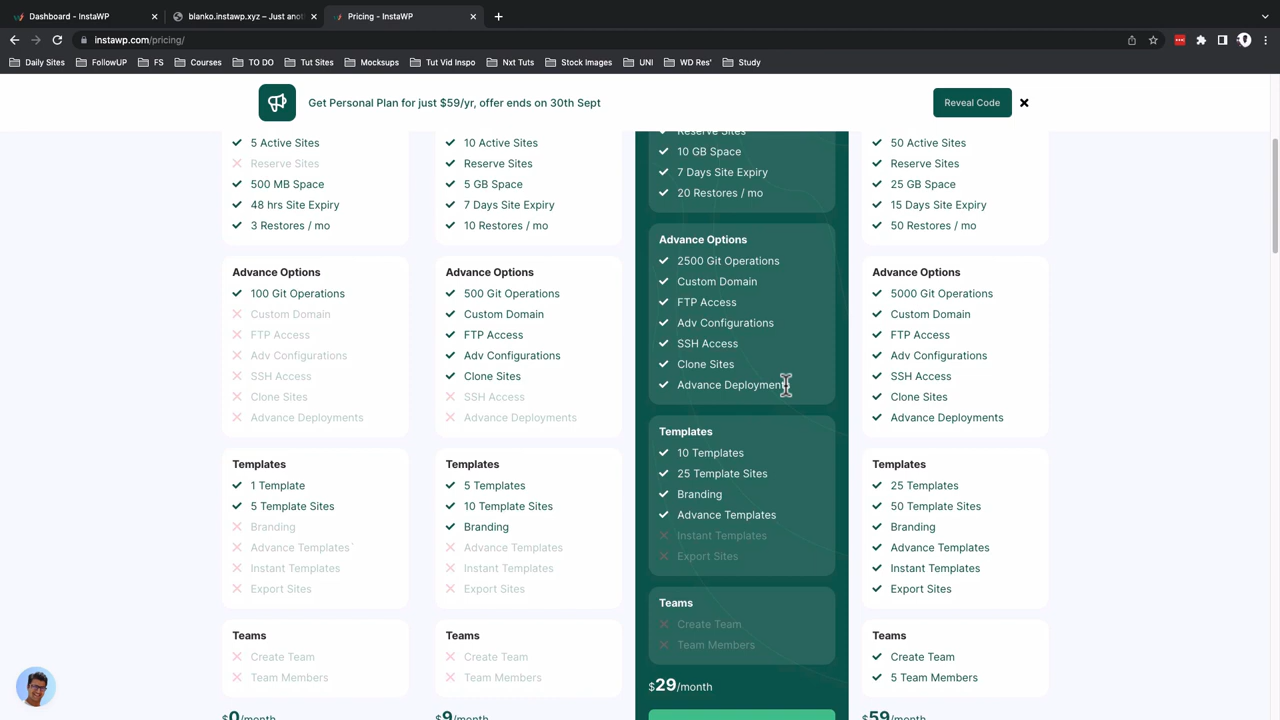 Dashboard - InstaWP
blanko.instawp.xyz – Just anot
Pricing - InstaWP
instawp.com/pricing/
Daily Sites
FollowUP
FS
Courses
TO DO
Tut Sites
Mocksups
Tut Vid Inspo
Nxt Tuts
Stock Images
UNI
WD Res'
Study
Get Personal Plan for just $59/yr, offer ends on 30th Sept
Reveal Code
5 Active Sites
Reserve Sites
500 MB Space
48 hrs Site Expiry
3 Restores / mo
Advance Options
100 Git Operations
Custom Domain
FTP Access
Adv Configurations
SSH Access
Clone Sites
Advance Deployments
Templates
1 Template
5 Template Sites
Branding
Advance Templates`
Instant Templates
Export Sites
Teams
Create Team
Team Members
$0/month
10 Active Sites
Reserve Sites
5 GB Space
7 Days Site Expiry
10 Restores / mo
Advance Options
500 Git Operations
Custom Domain
FTP Access
Adv Configurations
Clone Sites
SSH Access
Advance Deployments
Templates
5 Templates
10 Template Sites
Branding
Advance Templates
Instant Templates
Export Sites
Teams
Create Team
Team Members
$9/month
Reserve Sites
10 GB Space
7 Days Site Expiry
20 Restores / mo
Advance Options
2500 Git Operations
Custom Domain
FTP Access
Adv Configurations
SSH Access
Clone Sites
Advance Deployments
Templates
10 Templates
25 Template Sites
Branding
Advance Templates
Instant Templates
Export Sites
Teams
Create Team
Team Members
$29/month
50 Active Sites
Reserve Sites
25 GB Space
15 Days Site Expiry
50 Restores / mo
Advance Options
5000 Git Operations
Custom Domain
FTP Access
Adv Configurations
SSH Access
Clone Sites
Advance Deployments
Templates
25 Templates
50 Template Sites
Branding
Advance Templates
Instant Templates
Export Sites
Teams
Create Team
5 Team Members
$59/month